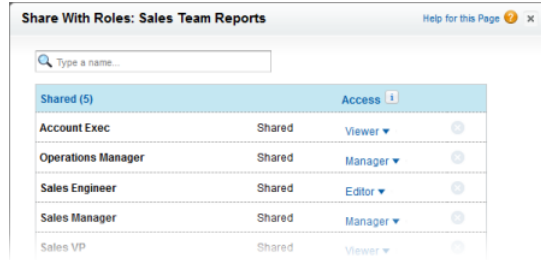 Share With Roles: Sales Team Reports Help for this Page ? x
Type a name...
Shared (5) Access i
Account Exec Shared Viewer ▼
Operations Manager Shared Manager ▼
Sales Engineer Shared Editor ▼
Sales Manager Shared Manager ▼
Sales VP Shared Viewer ▼